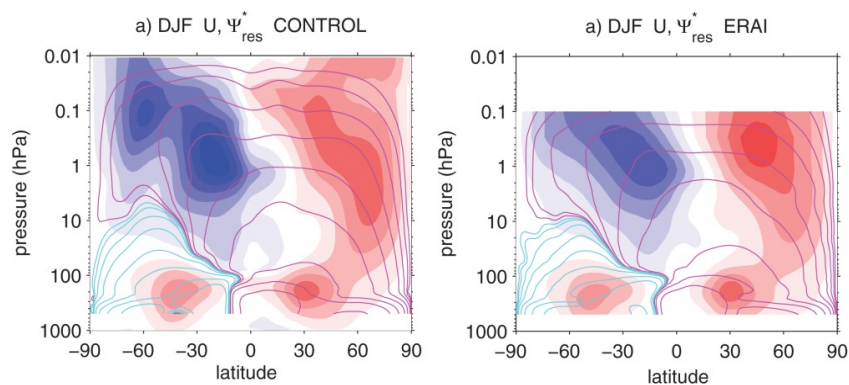 a) DJF U, Ψ*res CONTROL
0.01
0.1
1
10
100
1000
pressure (hPa)
−90 −60 −30 0 30 60 90
latitude
a) DJF U, Ψ*res ERAI
0.01
0.1
1
10
100
1000
pressure (hPa)
−90 −60 −30 0 30 60 90
latitude